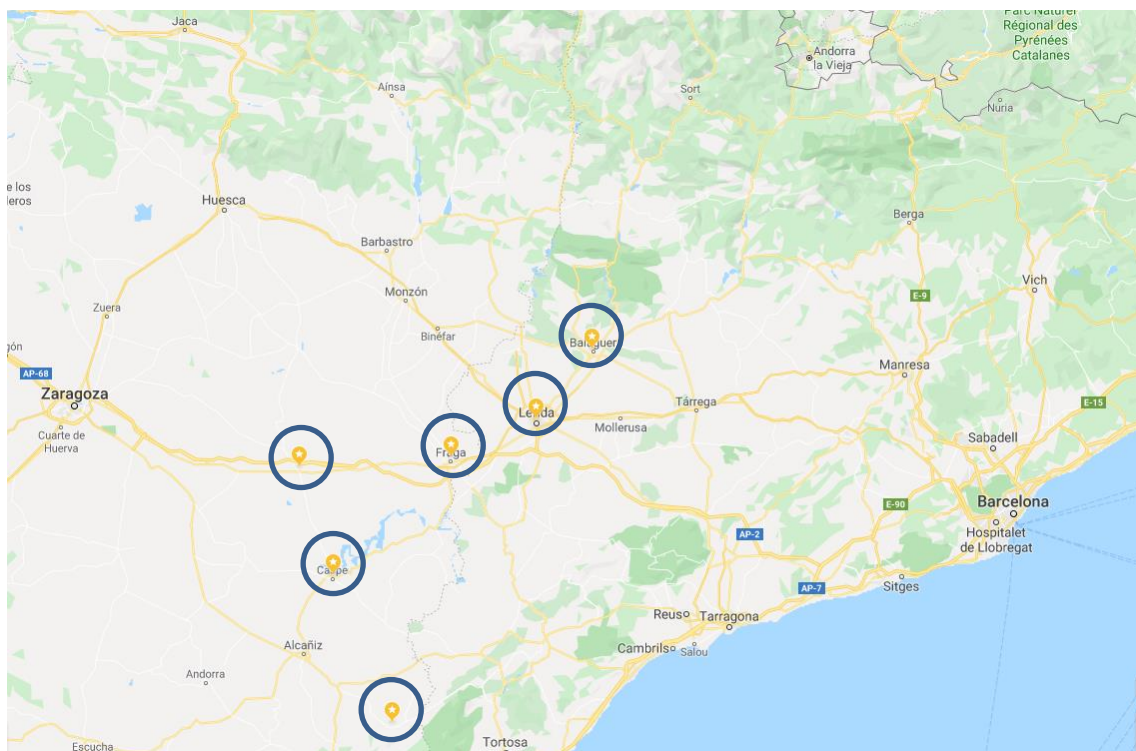 Parc Naturel
Régional des
Pyrénées
Catalanes
Jaca
Andorra
la Vieja
Aínsa
Sort
Núria
e los
leros
Huesca
Berga
Barbastro
Vich
Monzón
E-9
Zuera
Binéfar
Balaguer
gón
Manresa
AP-68
Zaragoza
Tárrega
E-15
Lleida
Mollerusa
Cuarte de
Huerva
Sabadell
Fraga
Barcelona
E-90
Hospitalet
de Llobregat
AP-2
Caspe
Sitges
AP-7
Reus
Tarragona
Cambrils
Salou
Alcañiz
Andorra
Escucha
Tortosa